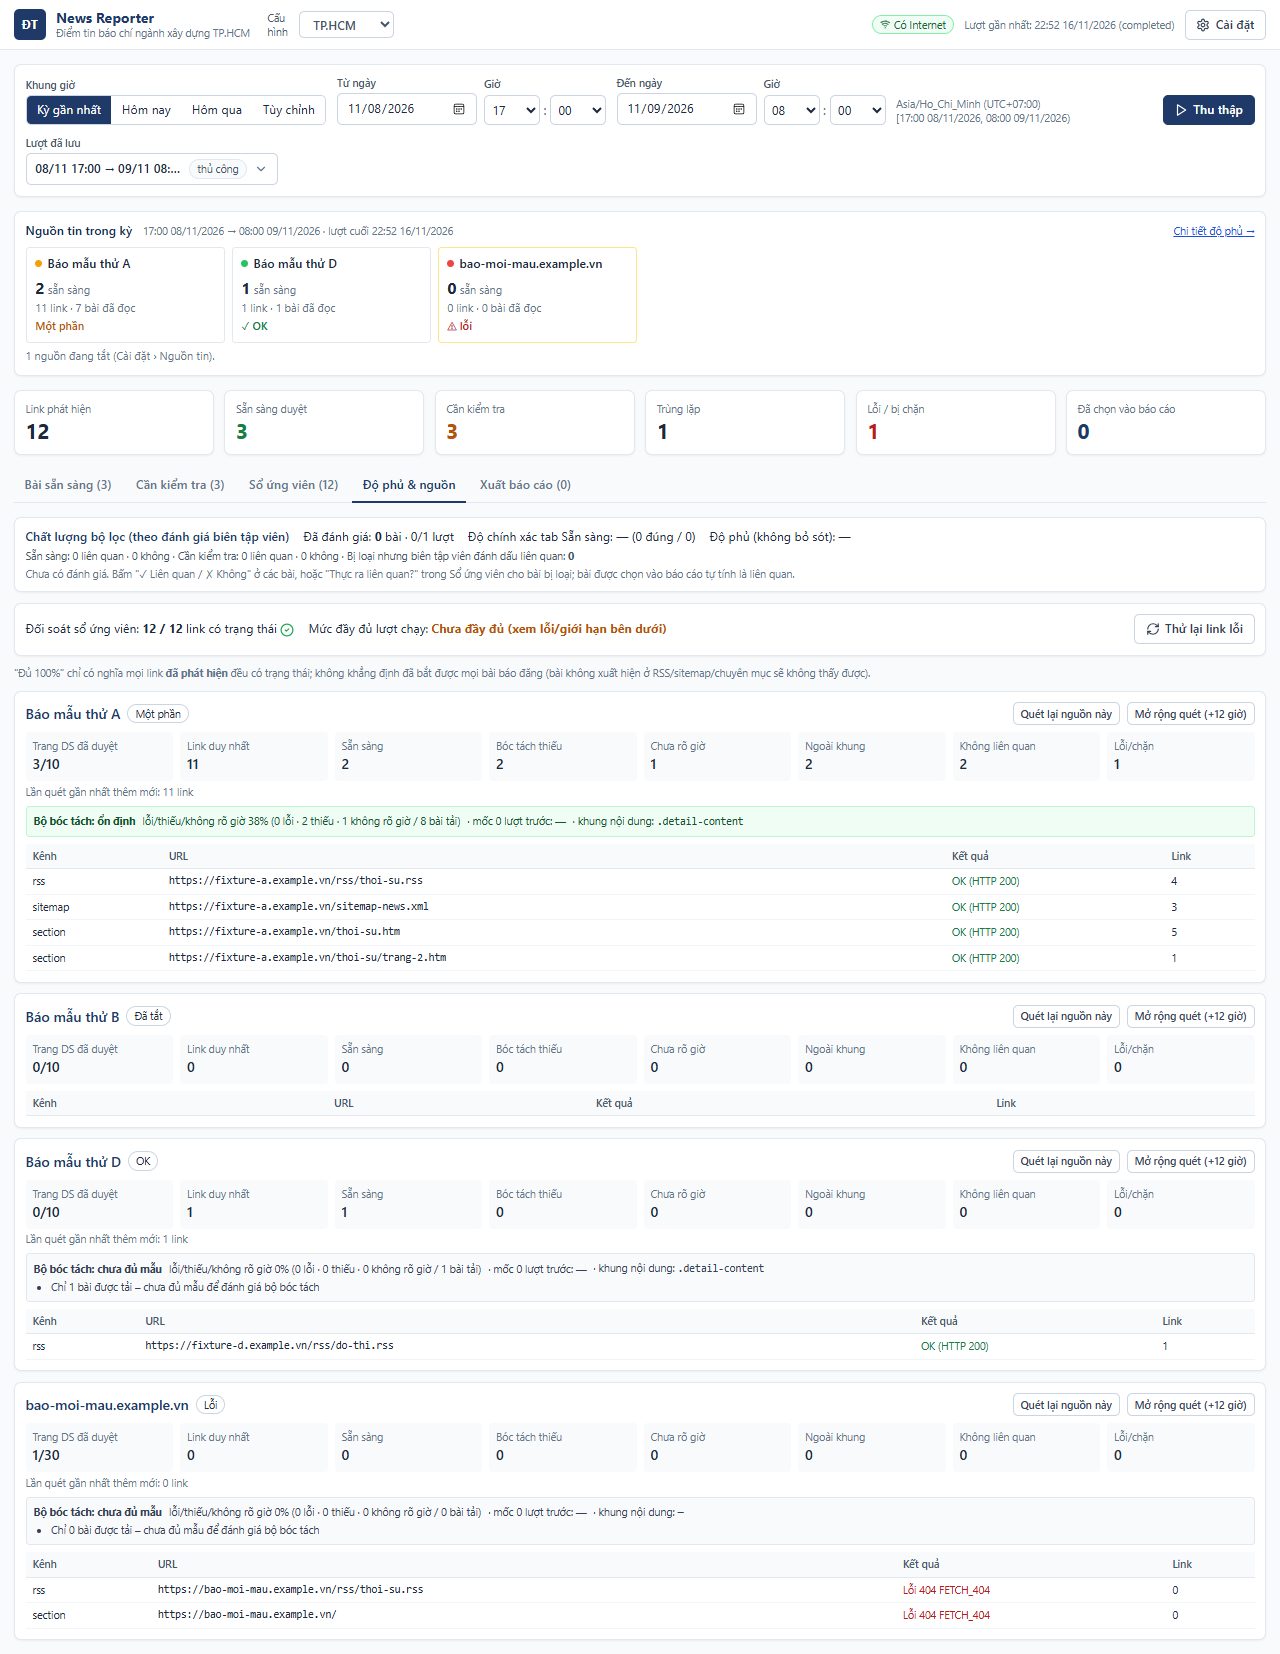 ĐT
News Reporter
Điểm tin báo chí ngành xây dựng TP.HCM
Cấu hình
TP.HCM
Có Internet
Lượt gần nhất: 22:52 16/11/2026 (completed)
Cài đặt
Khung giờ
Kỳ gần nhất
Hôm nay
Hôm qua
Tùy chỉnh
Từ ngày
11/08/2026
Giờ
17 : 00
Đến ngày
11/09/2026
Giờ
08 : 00
Asia/Ho_Chi_Minh (UTC+07:00)
[17:00 08/11/2026, 08:00 09/11/2026)
Thu thập
Lượt đã lưu
08/11 17:00 → 09/11 08:... thủ công
Nguồn tin trong kỳ 17:00 08/11/2026 → 08:00 09/11/2026 · lượt cuối 22:52 16/11/2026
Chi tiết độ phủ →
Báo mẫu thử A
2 sẵn sàng
11 link · 7 bài đã đọc
Một phần
Báo mẫu thử D
1 sẵn sàng
1 link · 1 bài đã đọc
✓ OK
bao-moi-mau.example.vn
0 sẵn sàng
0 link · 0 bài đã đọc
⚠ lỗi
1 nguồn đang tắt (Cài đặt › Nguồn tin).
Link phát hiện
12
Sẵn sàng duyệt
3
Cần kiểm tra
3
Trùng lặp
1
Lỗi / bị chặn
1
Đã chọn vào báo cáo
0
Bài sẵn sàng (3) Cần kiểm tra (3) Sổ ứng viên (12) Độ phủ & nguồn Xuất báo cáo (0)
Chất lượng bộ lọc (theo đánh giá biên tập viên) Đã đánh giá: 0 bài · 0/1 lượt Độ chính xác tab Sẵn sàng: — (0 đúng / 0) Độ phủ (không bỏ sót): —
Sẵn sàng: 0 liên quan · 0 không · Cần kiểm tra: 0 liên quan · 0 không · Bị loại nhưng biên tập viên đánh dấu liên quan: 0
Chưa có đánh giá. Bấm "✓ Liên quan / ✗ Không" ở các bài, hoặc "Thực ra liên quan?" trong Sổ ứng viên cho bài bị loại; bài được chọn vào báo cáo tự tính là liên quan.
Đối soát sổ ứng viên: 12 / 12 link có trạng thái Mức đầy đủ lượt chạy: Chưa đầy đủ (xem lỗi/giới hạn bên dưới)
Thử lại link lỗi
"Đủ 100%" chỉ có nghĩa mọi link đã phát hiện đều có trạng thái; không khẳng định đã bắt được mọi bài báo đăng (bài không xuất hiện ở RSS/sitemap/chuyên mục sẽ không thấy được).
Báo mẫu thử A Một phần
Quét lại nguồn này Mở rộng quét (+12 giờ)
Trang DS đã duyệt Link duy nhất Sẵn sàng Bóc tách thiếu Chưa rõ giờ Ngoài khung Không liên quan Lỗi/chặn
3/10 11 2 2 1 2 2 1
Lần quét gần nhất thêm mới: 11 link
Bộ bóc tách: ổn định lỗi/thiếu/không rõ giờ 38% (0 lỗi · 2 thiếu · 1 không rõ giờ / 8 bài tải) · mốc 0 lượt trước: — · khung nội dung: .detail-content
Kênh URL Kết quả Link
rss https://fixture-a.example.vn/rss/thoi-su.rss OK (HTTP 200) 4
sitemap https://fixture-a.example.vn/sitemap-news.xml OK (HTTP 200) 3
section https://fixture-a.example.vn/thoi-su.htm OK (HTTP 200) 5
section https://fixture-a.example.vn/thoi-su/trang-2.htm OK (HTTP 200) 1
Báo mẫu thử B Đã tắt
Quét lại nguồn này Mở rộng quét (+12 giờ)
Trang DS đã duyệt Link duy nhất Sẵn sàng Bóc tách thiếu Chưa rõ giờ Ngoài khung Không liên quan Lỗi/chặn
0/10 0 0 0 0 0 0 0
Kênh URL Kết quả Link
Báo mẫu thử D OK
Quét lại nguồn này Mở rộng quét (+12 giờ)
Trang DS đã duyệt Link duy nhất Sẵn sàng Bóc tách thiếu Chưa rõ giờ Ngoài khung Không liên quan Lỗi/chặn
0/10 1 1 0 0 0 0 0
Lần quét gần nhất thêm mới: 1 link
Bộ bóc tách: chưa đủ mẫu lỗi/thiếu/không rõ giờ 0% (0 lỗi · 0 thiếu · 0 không rõ giờ / 1 bài tải) · mốc 0 lượt trước: — · khung nội dung: .detail-content
• Chỉ 1 bài được tải – chưa đủ mẫu để đánh giá bộ bóc tách
Kênh URL Kết quả Link
rss https://fixture-d.example.vn/rss/do-thi.rss OK (HTTP 200) 1
bao-moi-mau.example.vn Lỗi
Quét lại nguồn này Mở rộng quét (+12 giờ)
Trang DS đã duyệt Link duy nhất Sẵn sàng Bóc tách thiếu Chưa rõ giờ Ngoài khung Không liên quan Lỗi/chặn
1/30 0 0 0 0 0 0 0
Lần quét gần nhất thêm mới: 0 link
Bộ bóc tách: chưa đủ mẫu lỗi/thiếu/không rõ giờ 0% (0 lỗi · 0 thiếu · 0 không rõ giờ / 0 bài tải) · mốc 0 lượt trước: — · khung nội dung: —
• Chỉ 0 bài được tải – chưa đủ mẫu để đánh giá bộ bóc tách
Kênh URL Kết quả Link
rss https://bao-moi-mau.example.vn/rss/thoi-su.rss Lỗi 404 FETCH_404 0
section https://bao-moi-mau.example.vn/ Lỗi 404 FETCH_404 0